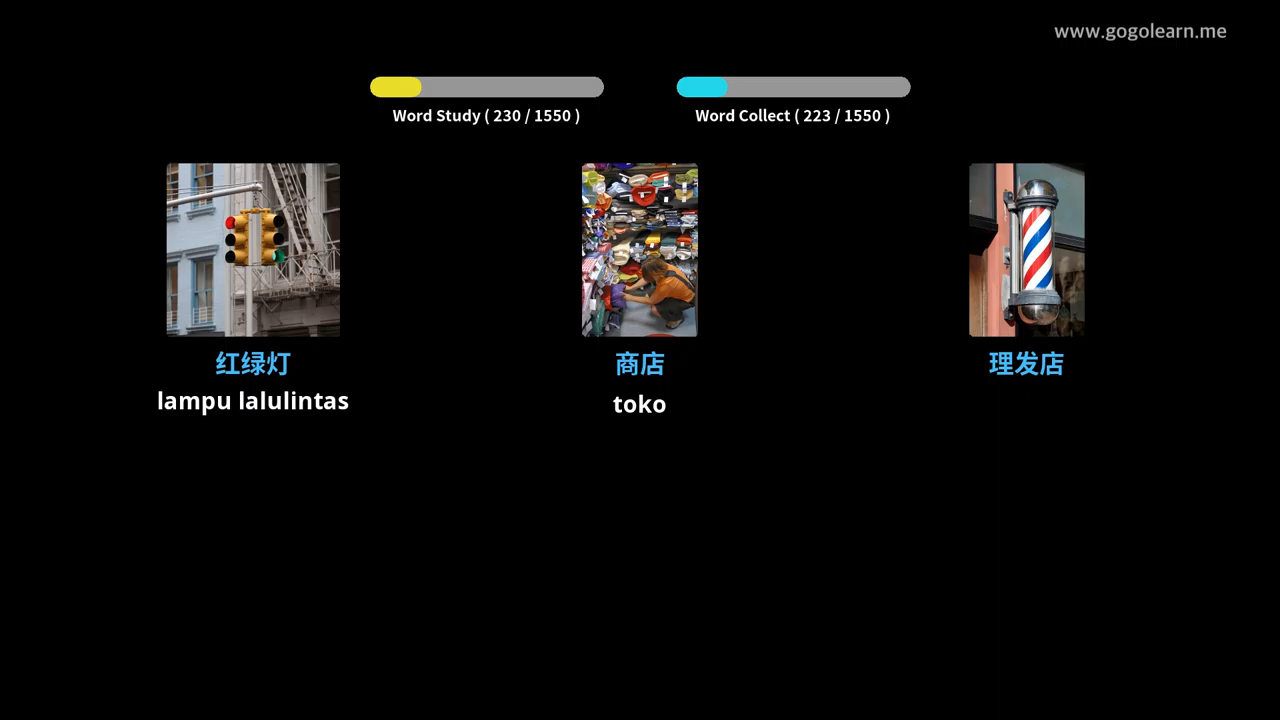 www.gogolearn.me
Word Study ( 230 / 1550 )
Word Collect ( 223 / 1550 )
红绿灯
商店
理发店
lampu lalulintas
toko